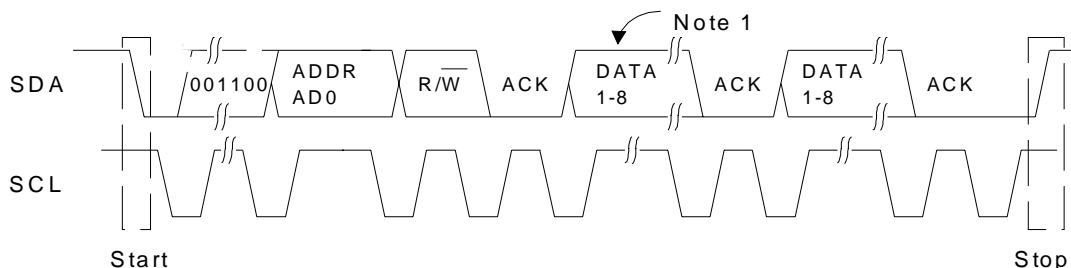 Note 1
SDA
001100
ADDR
AD0
R/W̅
ACK
DATA
1-8
ACK
DATA
1-8
ACK
SCL
Start
Stop